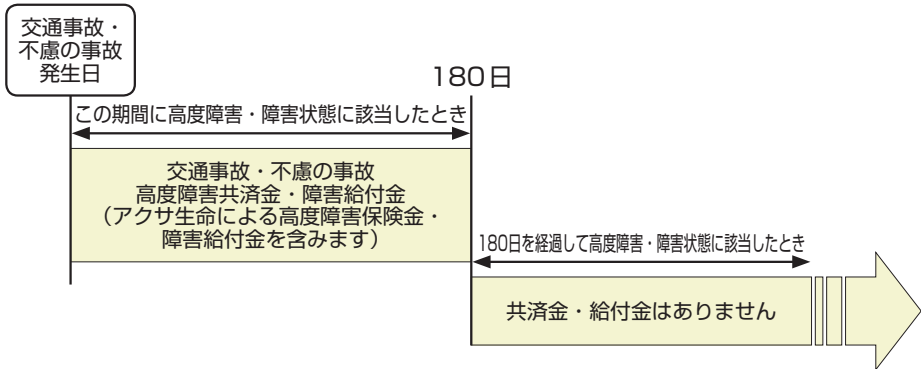 交通事故・
不慮の事故
発生日
180日
この期間に高度障害・障害状態に該当したとき
交通事故・不慮の事故
高度障害共済金・障害給付金
（アクサ生命による高度障害保険金・
障害給付金を含みます）
180日を経過して高度障害・障害状態に該当したとき
共済金・給付金はありません